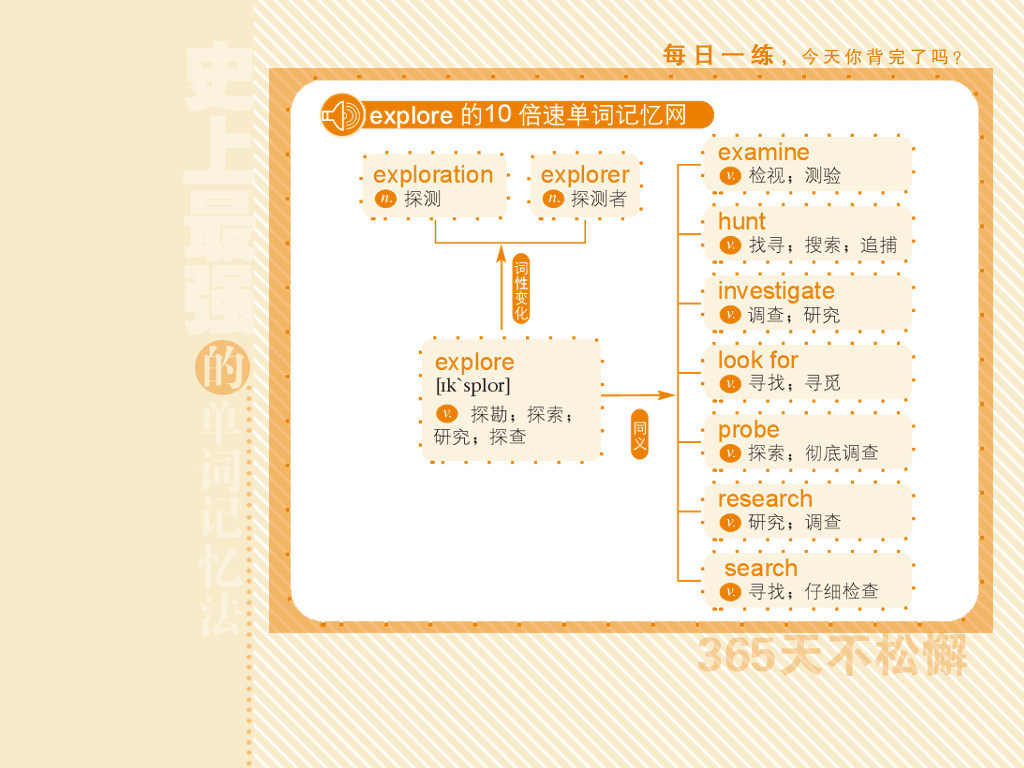 每日一练，今天你背完了吗?
史上最强的单词记忆法
explore 的10 倍速单词记忆网
exploration
n. 探测
explorer
n. 探测者
词性变化
explore
[ɪk`splor]
v. 探勘；探索；
研究；探查
同义
examine
v. 检视；测验
hunt
v. 找寻；搜索；追捕
investigate
v. 调查；研究
look for
v. 寻找；寻觅
probe
v. 探索；彻底调查
research
v. 研究；调查
search
v. 寻找；仔细检查
365天不松懈